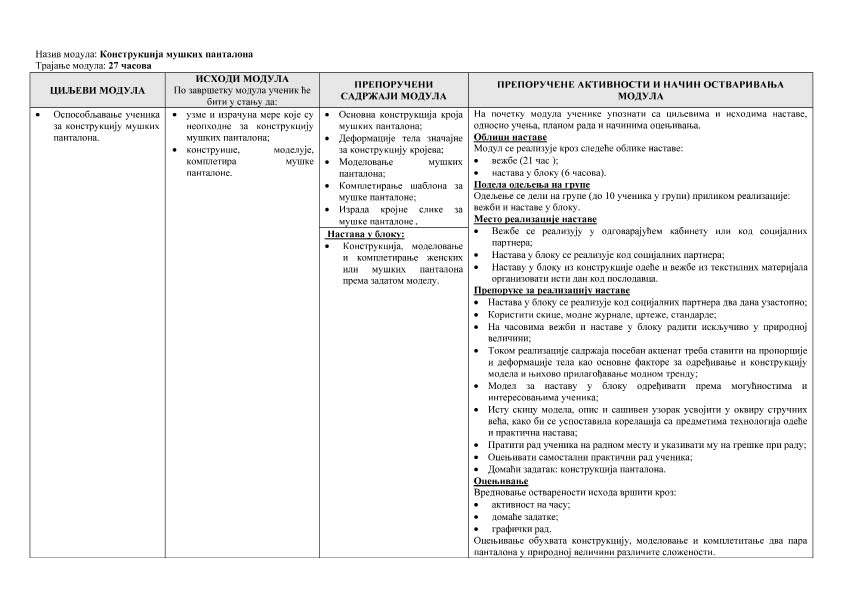 Назив модула: Конструкција мушких панталона
Трајање модула: 27 часова
ЦИЉЕВИ МОДУЛА
ИСХОДИ МОДУЛА
По завршетку модула ученик ће
бити у стању да:
ПРЕПОРУЧЕНИ
САДРЖАЈИ МОДУЛА
ПРЕПОРУЧЕНЕ АКТИВНОСТИ И НАЧИН ОСТВАРИВАЊА
МОДУЛА
• Оспособљавање ученика
за конструкцију мушких
панталона.
• узме и израчуна мере које су
неопходне за конструкцију
мушких панталона;
• конструише, моделује,
комплетира мушке
панталоне.
• Основна конструкција кроја
мушких панталона;
• Деформације тела значајне
за конструкцију кројева;
• Моделовање мушких
панталона;
• Комплетирање шаблона за
мушке панталоне;
• Израда кројне слике за
мушке панталоне .
Настава у блоку:
• Конструкција, моделовање
и комплетирање женских
или мушких панталона
према задатом моделу.
На почетку модула ученике упознати са циљевима и исходима наставе,
односно учења, планом рада и начинима оцењивања.
Облици наставе
Модул се реализује кроз следеће облике наставе:
• вежбе (21 час );
• настава у блоку (6 часова).
Подела одељења на групе
Одељење се дели на групе (до 10 ученика у групи) приликом реализације:
вежби и наставе у блоку.
Место реализације наставе
• Вежбе се реализују у одговарајућем кабинету или код социјалних
партнера;
• Настава у блоку се реализује код социјалних партнера;
• Наставу у блоку из конструкције одеће и вежбе из текстилних материјала
организовати исти дан код послодавца.
Препоруке за реализацију наставе
• Настава у блоку се реализује код социјалних партнера два дана узастопно;
• Користити скице, модне журнале, цртеже, стандарде;
• На часовима вежби и наставе у блоку радити искључиво у природној
величини;
• Током реализације садржаја посебан акценат треба ставити на пропорције
и деформације тела као основне факторе за одређивање и конструкцију
модела и њихово прилагођавање модном тренду;
• Модел за наставу у блоку одређивати према могућностима и
интересовањима ученика;
• Исту скицу модела, опис и сашивен узорак усвојити у оквиру стручних
већа, како би се успоставила корелација са предметима технологија одеће
и практична настава;
• Пратити рад ученика на радном месту и указивати му на грешке при раду;
• Оцењивати самостални практични рад ученика;
• Домаћи задатак: конструкција панталона.
Оцењивање
Вредновање остварености исхода вршити кроз:
• активност на часу;
• домаће задатке;
• графички рад.
Оцењивање обухвата конструкцију, моделовање и комплетитање два пара
панталона у природној величини различите сложености.